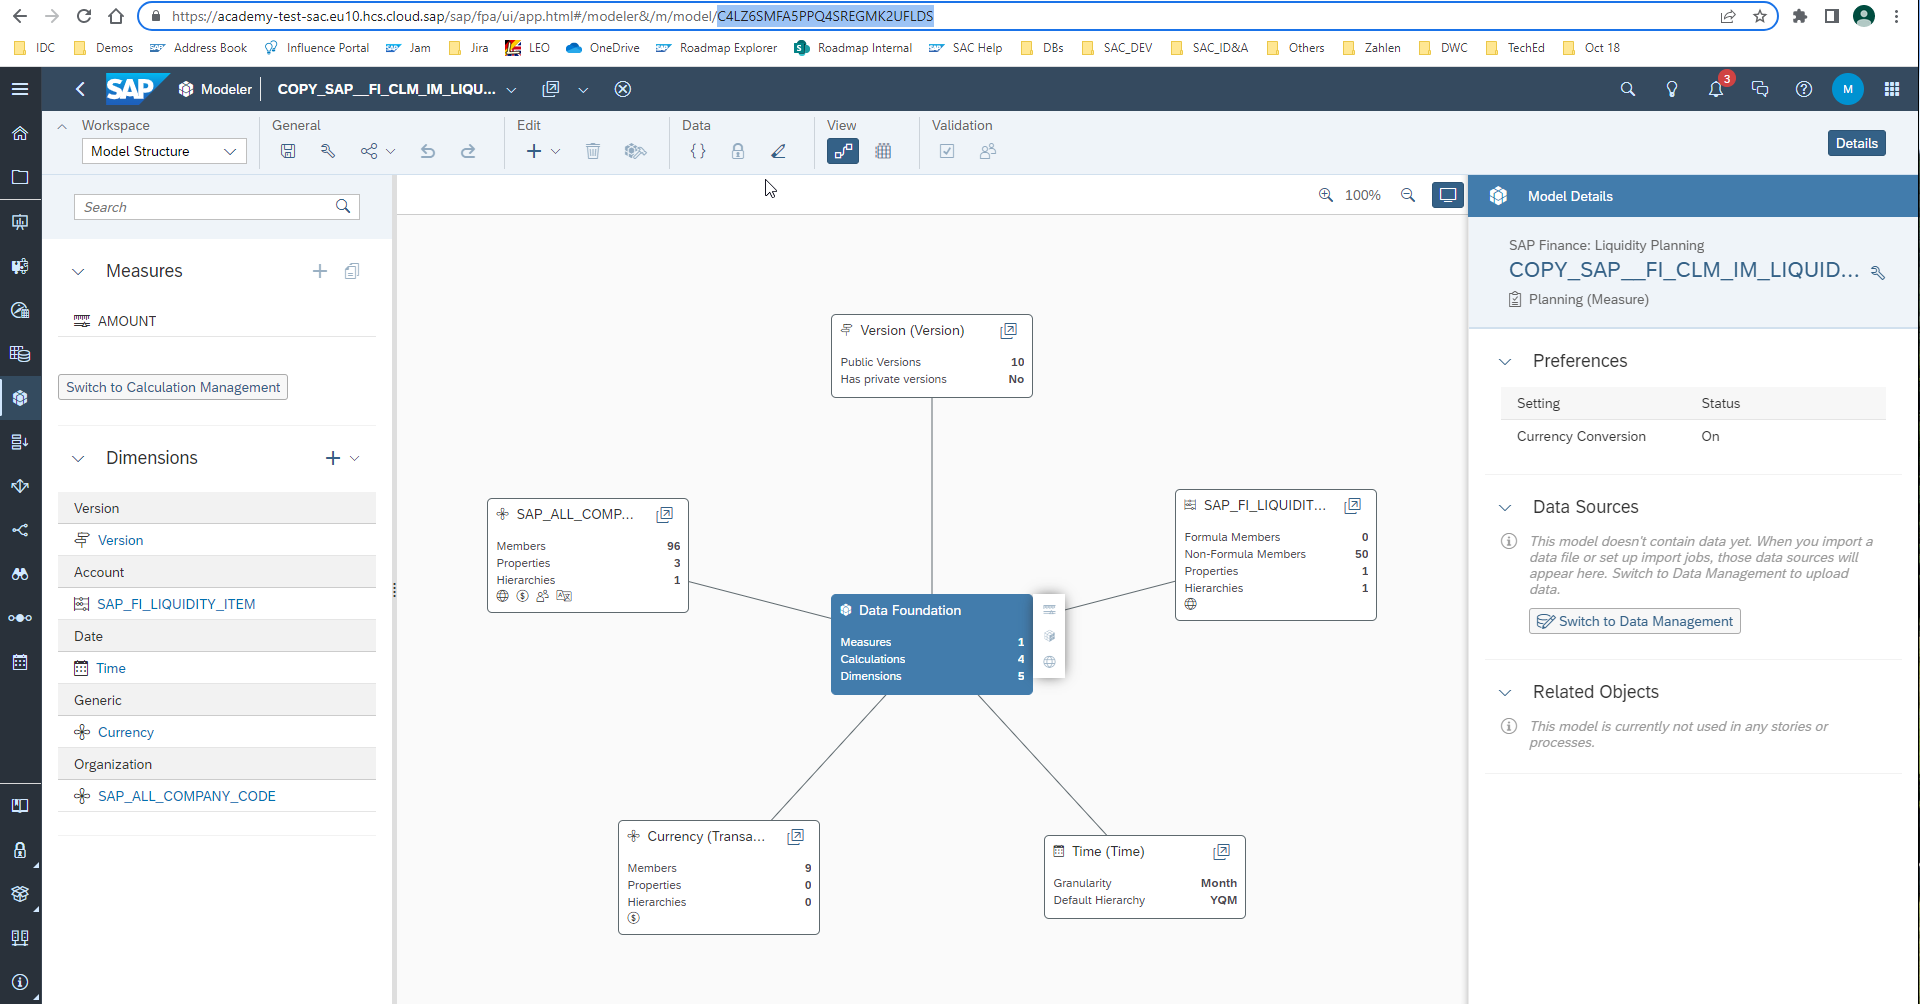 https://academy-test-sac.eu10.hcs.cloud.sap/sap/fpa/ui/app.html#/modeler&/m/model/C4LZ6SMFA5PPQ4SREGMK2UFLDS
IDC Demos Address Book Influence Portal Jam Jira LEO OneDrive Roadmap Explorer Roadmap Internal SAC Help DBs SAC_DEV SAC_ID&A Others Zahlen DWC TechEd Oct 18
SAP Modeler COPY_SAP__FI_CLM_IM_LIQU... 3 M
Workspace General Edit Data View Validation
Model Structure
Details
Search
100%
Measures
AMOUNT
Switch to Calculation Management
Dimensions
Version
Version
Account
SAP_FI_LIQUIDITY_ITEM
Date
Time
Generic
Currency
Organization
SAP_ALL_COMPANY_CODE
Version (Version)
Public Versions 10
Has private versions No
SAP_ALL_COMP...
Members 96
Properties 3
Hierarchies 1
SAP_FI_LIQUIDIT...
Formula Members 0
Non-Formula Members 50
Properties 1
Hierarchies 1
Data Foundation
Measures 1
Calculations 4
Dimensions 5
Currency (Transa...
Members 9
Properties 0
Hierarchies 0
Time (Time)
Granularity Month
Default Hierarchy YQM
Model Details
SAP Finance: Liquidity Planning
COPY_SAP__FI_CLM_IM_LIQUID...
Planning (Measure)
Preferences
Setting Status
Currency Conversion On
Data Sources
This model doesn't contain data yet. When you import a
data file or set up import jobs, those data sources will
appear here. Switch to Data Management to upload
data.
Switch to Data Management
Related Objects
This model is currently not used in any stories or
processes.